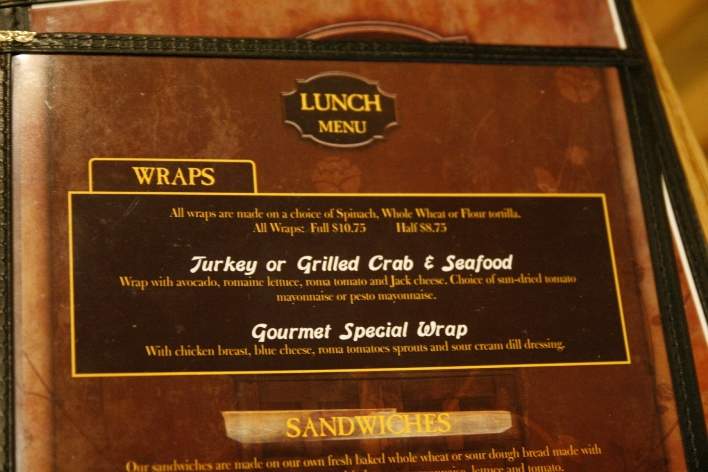 LUNCH
MENU
WRAPS
All wraps are made on a choice of Spinach, Whole Wheat or Flour tortilla.
All Wraps: Full $10.75 Half $8.75
Turkey or Grilled Crab & Seafood
Wrap with avocado, romaine lettuce, roma tomato and Jack cheese. Choice of sun-dried tomato
mayonnaise or pesto mayonnaise.
Gourmet Special Wrap
With chicken breast, blue cheese, roma tomatoes sprouts and sour cream dill dressing.
SANDWICHES
Our sandwiches are made on our own fresh baked whole wheat or sour dough bread made with
lettuce and tomato.